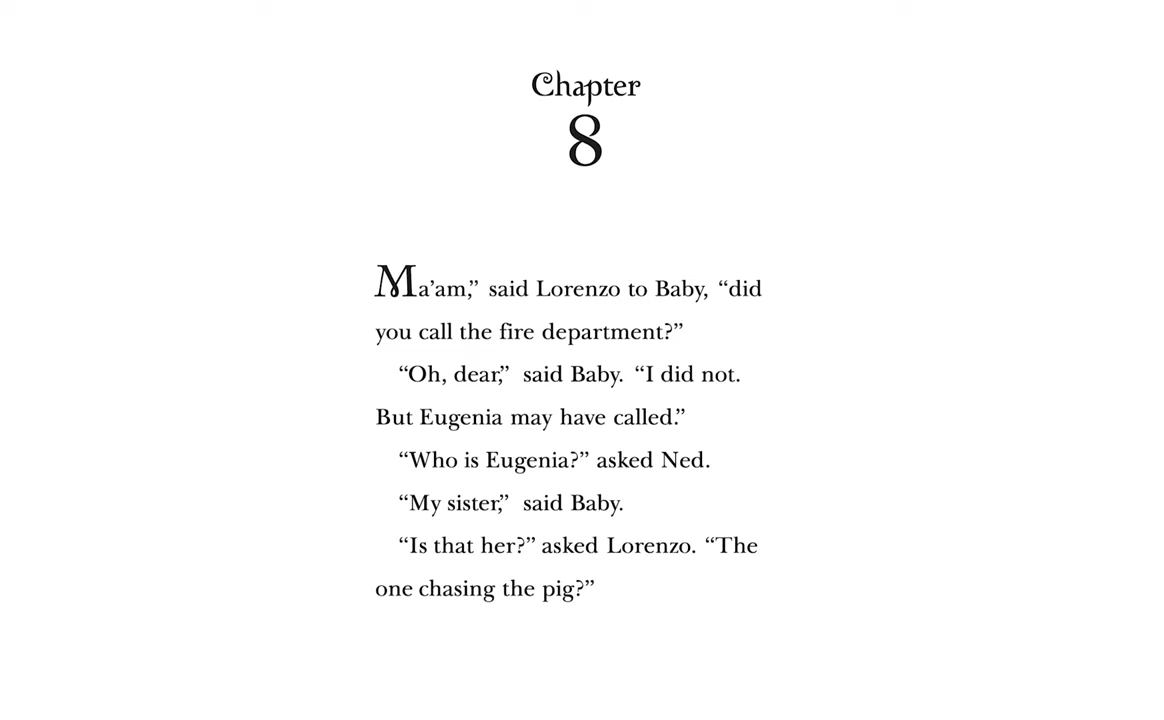 Chapter
8
Ma’am,” said Lorenzo to Baby, “did
you call the fire department?”
“Oh, dear,” said Baby. “I did not.
But Eugenia may have called.”
“Who is Eugenia?” asked Ned.
“My sister,” said Baby.
“Is that her?” asked Lorenzo. “The
one chasing the pig?”